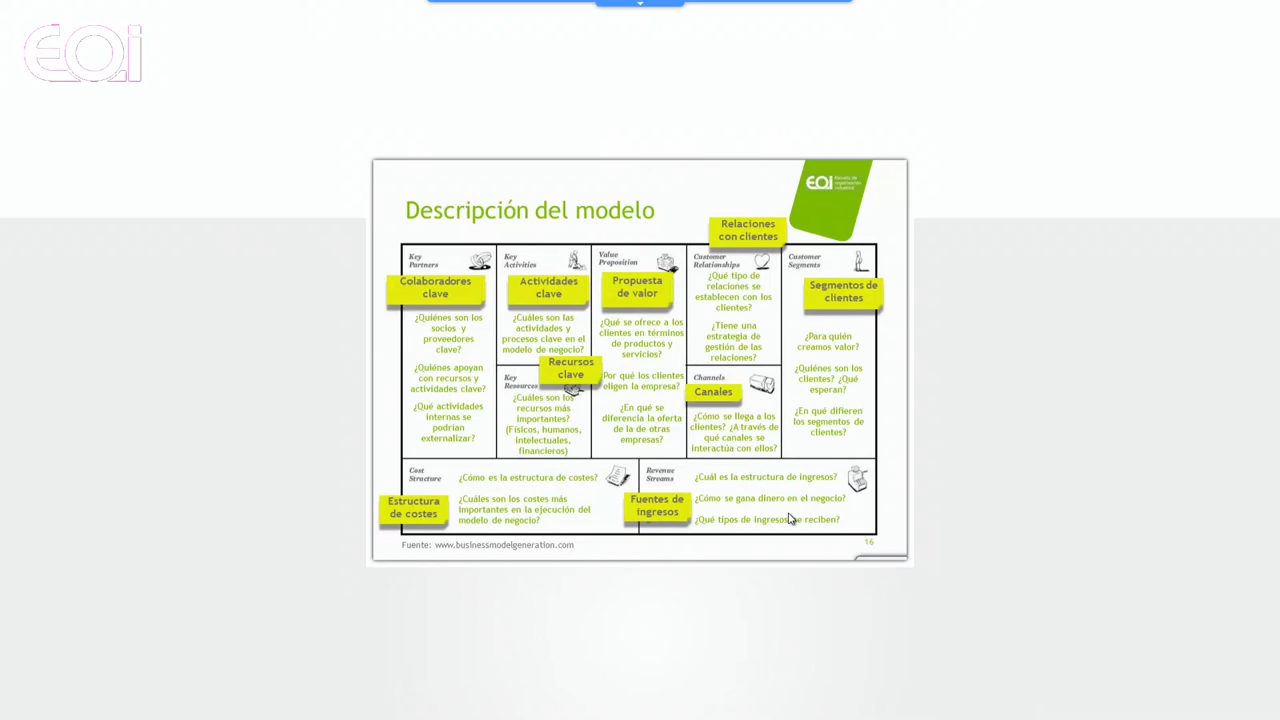 EOI
EOI Escuela de
organización
industrial
Descripción del modelo
Relaciones
con clientes
Key
Partners
Colaboradores
clave
¿Quiénes son los
socios y
proveedores
clave?
¿Quiénes apoyan
con recursos y
actividades clave?
¿Qué actividades
internas se
podrían
externalizar?
Key
Activities
Actividades
clave
¿Cuáles son las
actividades y
procesos clave en el
modelo de negocio?
Recursos
clave
Key
Resources
¿Cuáles son los
recursos más
importantes?
(Físicos, humanos,
intelectuales,
financieros)
Value
Proposition
Propuesta
de valor
¿Qué se ofrece a los
clientes en términos
de productos y
servicios?
¿Por qué los clientes
eligen la empresa?
¿En qué se
diferencia la oferta
de la de otras
empresas?
Customer
Relationships
¿Qué tipo de
relaciones se
establecen con los
clientes?
¿Tiene una
estrategia de
gestión de las
relaciones?
Channels
Canales
¿Cómo se llega a los
clientes? ¿A través de
qué canales se
interactúa con ellos?
Customer
Segments
Segmentos de
clientes
¿Para quién
creamos valor?
¿Quiénes son los
clientes? ¿Qué
esperan?
¿En qué difieren
los segmentos de
clientes?
Cost
Structure
Estructura
de costes
¿Cómo es la estructura de costes?
¿Cuáles son los costes más
importantes en la ejecución del
modelo de negocio?
Revenue
Streams
Fuentes de
ingresos
¿Cuál es la estructura de ingresos?
¿Cómo se gana dinero en el negocio?
¿Qué tipos de ingresos se reciben?
Fuente: www.businessmodelgeneration.com
16